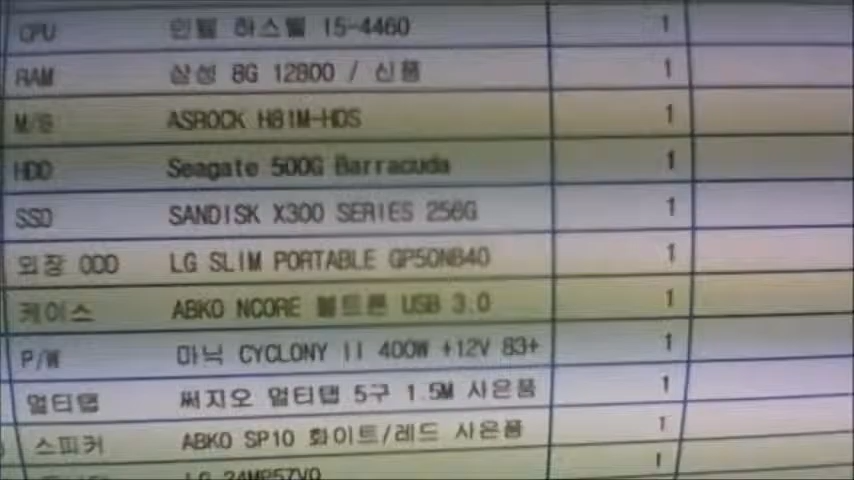 CPU 인텔 하스웰 I5-4460 1
RAM 삼성 8G 12800 / 신품 1
M/B ASROCK H81M-HDS 1
HDD Seagate 500G Barracuda 1
SSD SANDISK X300 SERIES 256G 1
외장 ODD LG SLIM PORTABLE GP50NB40 1
케이스 ABKO NCORE 볼트론 USB 3.0 1
P/W 마닉 CYCLONY II 400W +12V 83+ 1
멀티탭 써지오 멀티탭 5구 1.5M 사은품 1
스피커 ABKO SP10 화이트/레드 사은품 1
LG 24MP57VQ 1